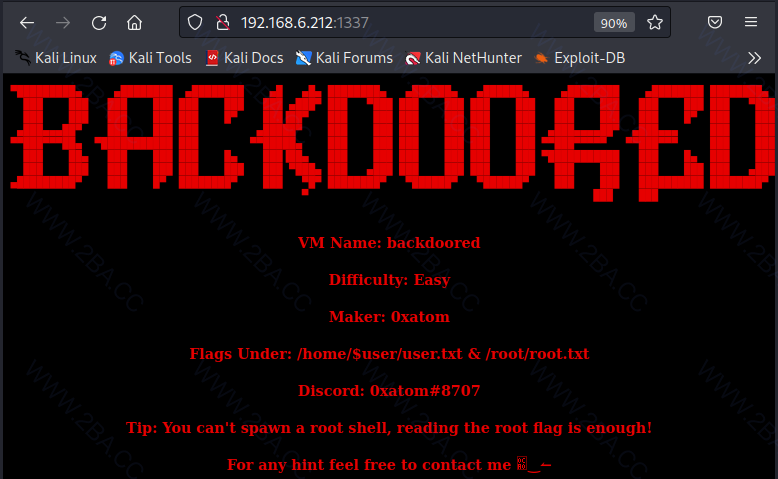 192.168.6.212:1337
90%
Kali Linux Kali Tools Kali Docs Kali Forums Kali NetHunter Exploit-DB
BACKDOORED
VM Name: backdoored
Difficulty: Easy
Maker: 0xatom
Flags Under: /home/$user/user.txt & /root/root.txt
Discord: 0xatom#8707
Tip: You can't spawn a root shell, reading the root flag is enough!
For any hint feel free to contact me
WWW.2BA.CC